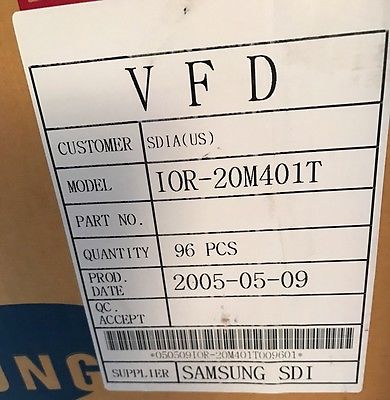 VFD
CUSTOMER SDIA(US)
MODEL IOR-20M401T
PART NO.
QUANTITY 96 PCS
PROD. DATE 2005-05-09
QC. ACCEPT
*050509IOR-20M401T009601*
SUPPLIER SAMSUNG SDI
UNG